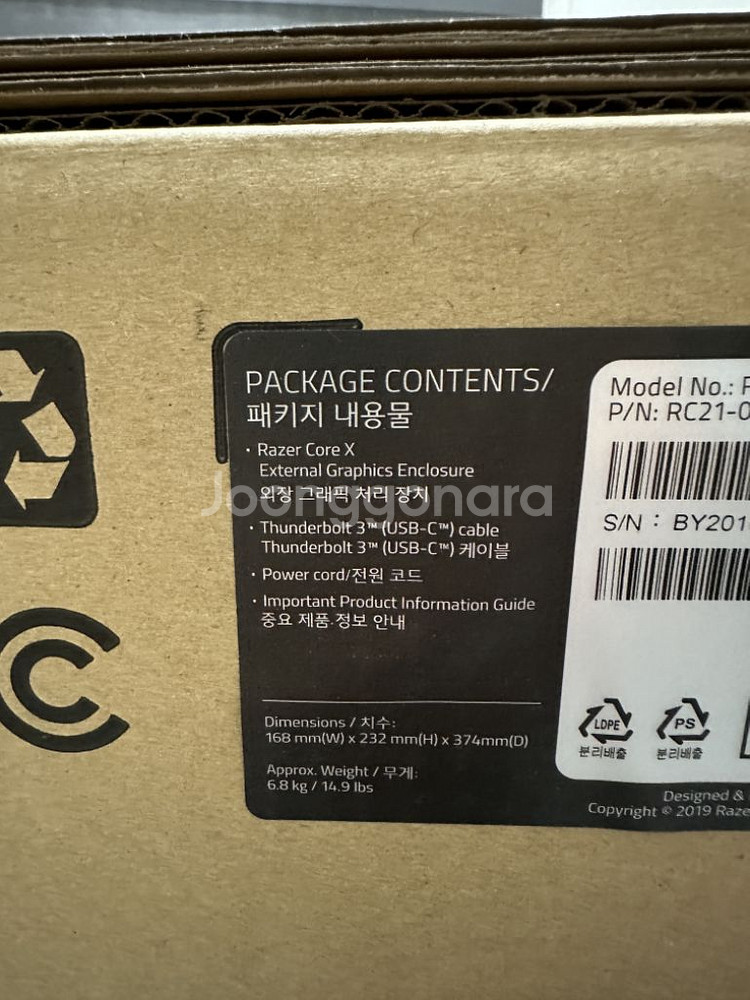 PACKAGE CONTENTS/
패키지 내용물
· Razer Core X
External Graphics Enclosure
외장 그래픽 처리 장치
· Thunderbolt 3™ (USB-C™) cable
Thunderbolt 3™ (USB-C™) 케이블
· Power cord/전원 코드
· Important Product Information Guide
중요 제품 정보 안내
Dimensions / 치수:
168 mm(W) x 232 mm(H) x 374mm(D)
Approx. Weight / 무게:
6.8 kg / 14.9 lbs
Model No.:
P/N: RC21-0
S/N : BY201
LDPE
분리배출
PS
분리배출
Designed &
Copyright © 2019 Raze
Joonggonara